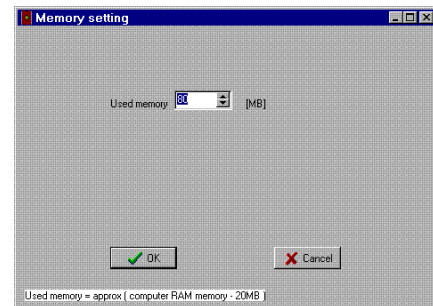 Memory setting
Used memory 80 [MB]
OK Cancel
Used memory = approx ( computer RAM memory - 20MB )